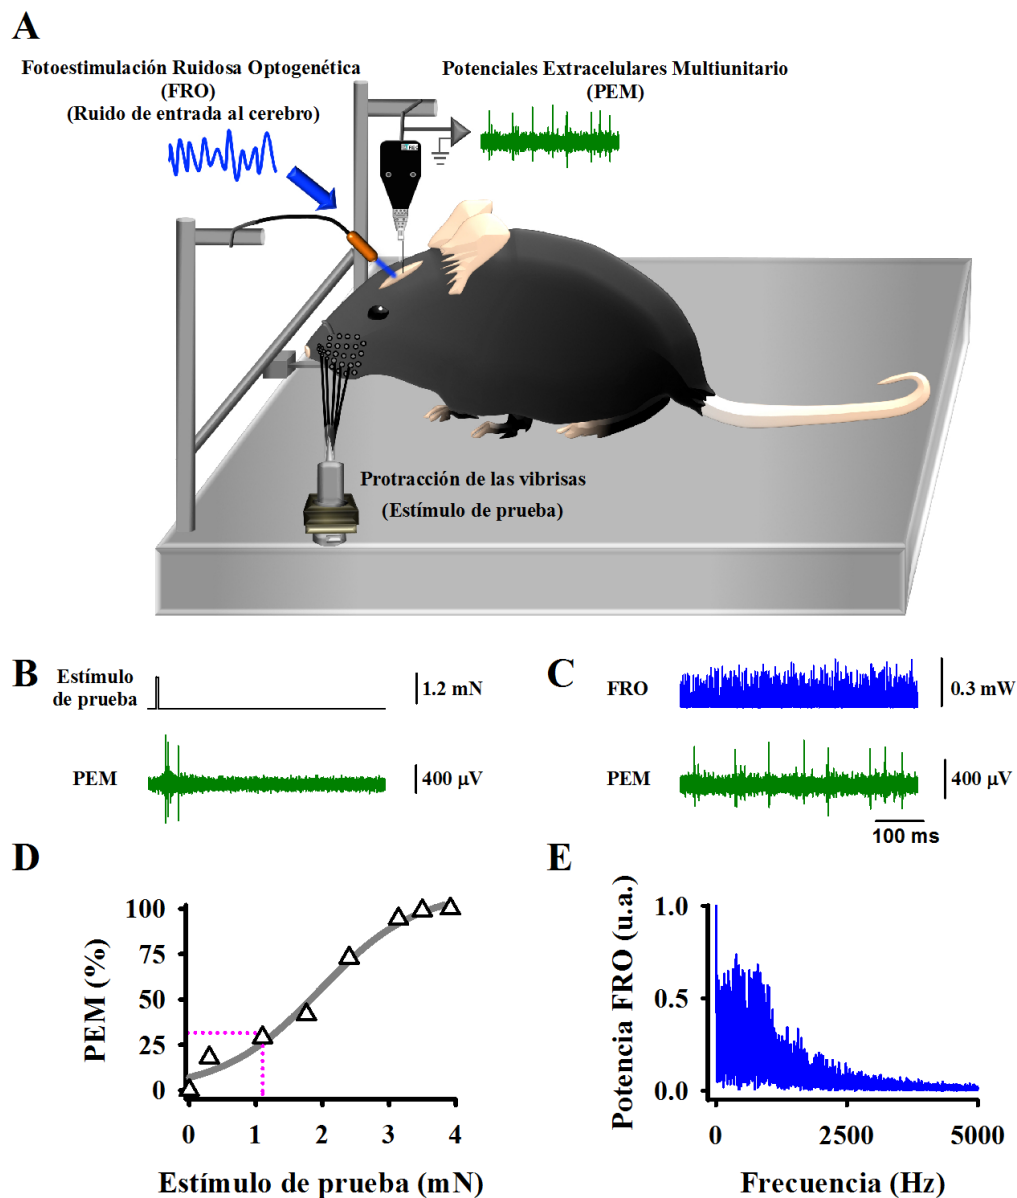 A
Fotoestimulación Ruidosa Optogenética
(FRO)
(Ruido de entrada al cerebro)
Potenciales Extracelulares Multiunitario
(PEM)
Protracción de las vibrisas
(Estímulo de prueba)
B
Estímulo
de prueba
1.2 mN
PEM
400 µV
C
FRO
0.3 mW
PEM
400 µV
100 ms
D
PEM (%)
100
75
50
25
0
0 1 2 3 4
Estímulo de prueba (mN)
E
Potencia FRO (u.a.)
1.0
0.5
0.0
0 2500 5000
Frecuencia (Hz)